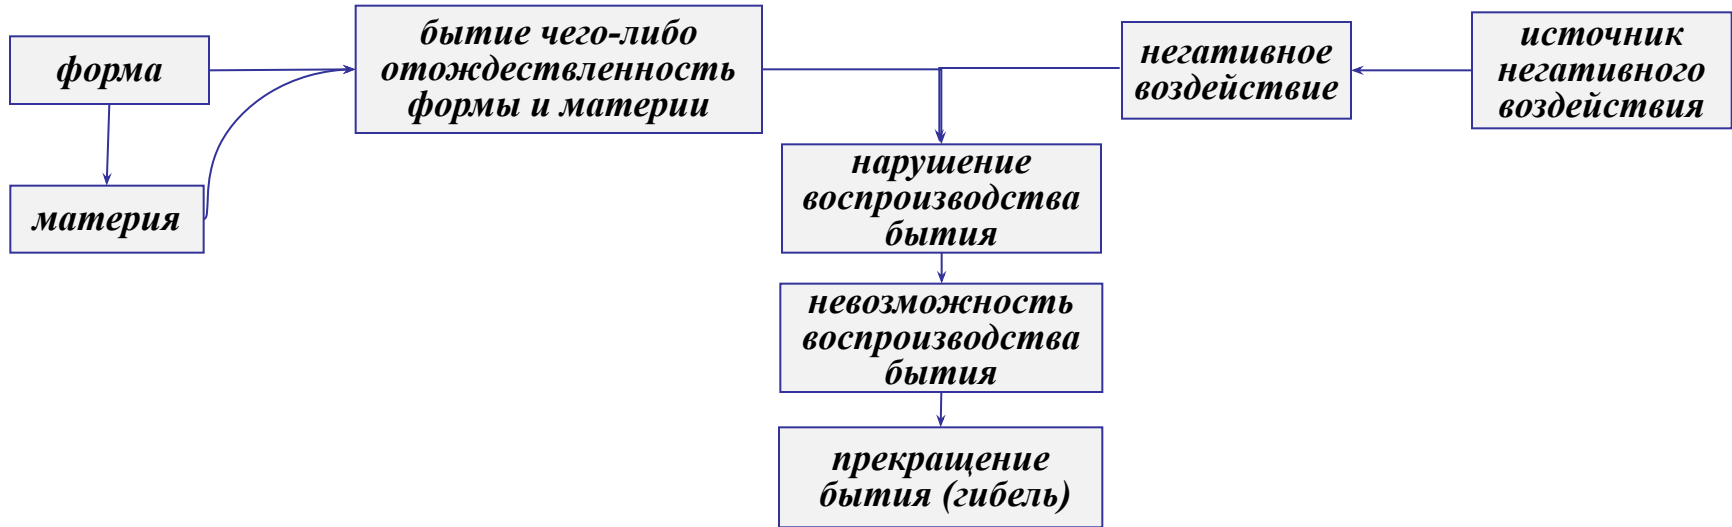 форма
материя
бытие чего-либо
отождествленность
формы и материи
негативное
воздействие
источник
негативного
воздействия
нарушение
воспроизводства
бытия
невозможность
воспроизводства
бытия
прекращение
бытия (гибель)